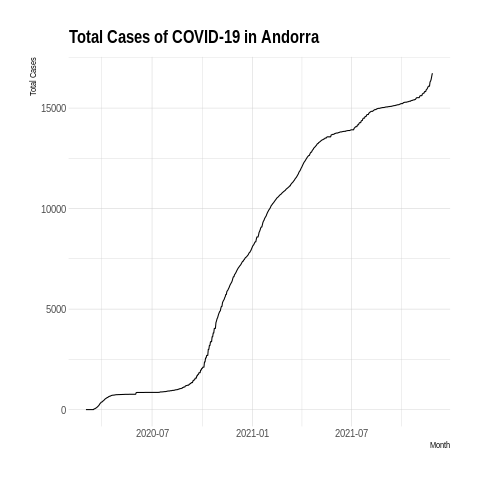 Total Cases of COVID-19 in Andorra
Total Cases
15000
10000
5000
0
2020-07
2021-01
2021-07
Month